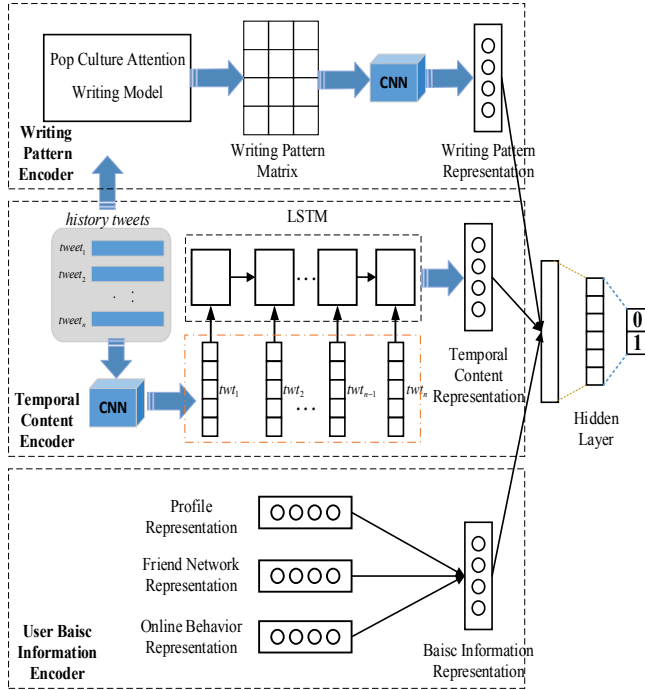 Pop Culture Attention
Writing Model
CNN
Writing
Pattern
Encoder
Writing Pattern
Matrix
Writing Pattern
Representation
history tweets
tweet1
tweet2
. .
tweetn
LSTM
...
CNN
Temporal
Content
Encoder
twt1
twt2
...
twtn−1
twtn
Temporal
Content
Representation
0
1
Hidden
Layer
Profile
Representation
Friend Network
Representation
Online Behavior
Representation
User Baisc
Information
Encoder
Baisc Information
Representation